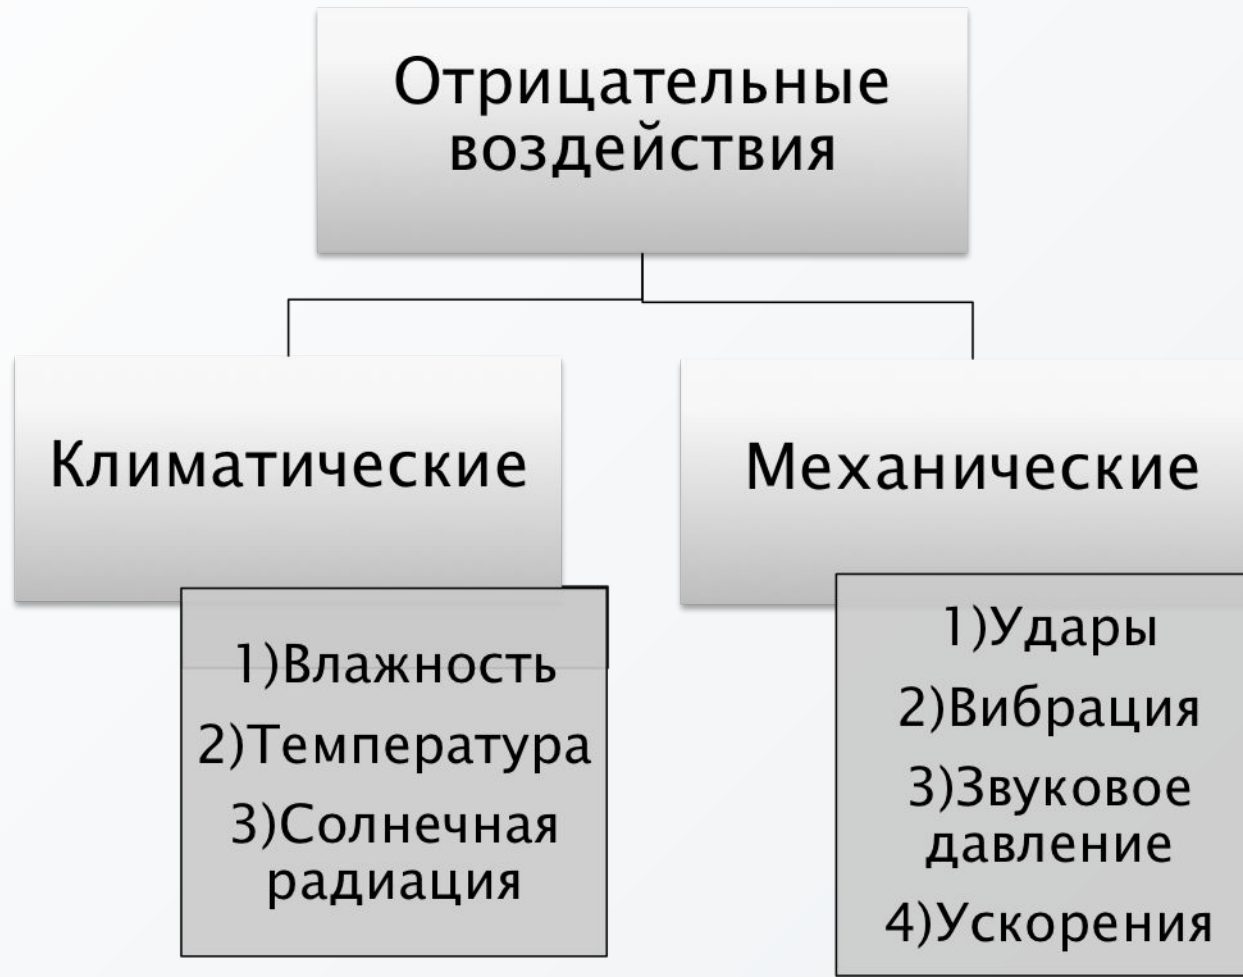 Отрицательные
воздействия
Климатические
1)Влажность
2)Температура
3)Солнечная
радиация
Механические
1)Удары
2)Вибрация
3)Звуковое
давление
4)Ускорения